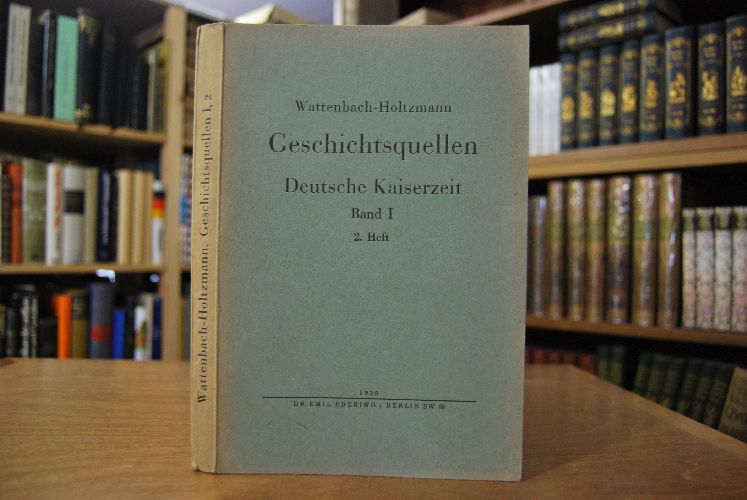 Wattenbach-Holtzmann, Geschichtsquellen I, 2
Wattenbach-Holtzmann
Geschichtsquellen
Deutsche Kaiserzeit
Band I
2. Heft
1939
DR. EMIL EBERING / BERLIN SW. 68